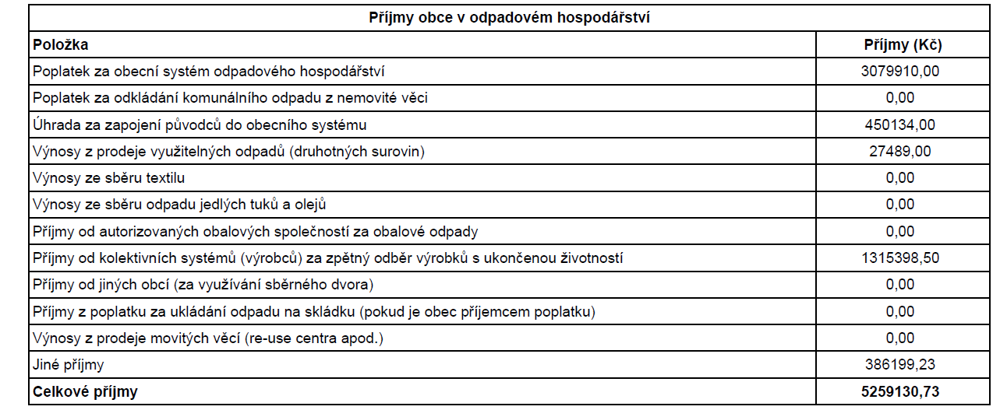 Příjmy obce v odpadovém hospodářství
Položka Příjmy (Kč)
Poplatek za obecní systém odpadového hospodářství 3079910,00
Poplatek za odkládání komunálního odpadu z nemovité věci 0,00
Úhrada za zapojení původců do obecního systému 450134,00
Výnosy z prodeje využitelných odpadů (druhotných surovin) 27489,00
Výnosy ze sběru textilu 0,00
Výnosy ze sběru odpadu jedlých tuků a olejů 0,00
Příjmy od autorizovaných obalových společností za obalové odpady 0,00
Příjmy od kolektivních systémů (výrobců) za zpětný odběr výrobků s ukončenou životností 1315398,50
Příjmy od jiných obcí (za využívání sběrného dvora) 0,00
Příjmy z poplatku za ukládání odpadu na skládku (pokud je obec příjemcem poplatku) 0,00
Výnosy z prodeje movitých věcí (re-use centra apod.) 0,00
Jiné příjmy 386199,23
Celkové příjmy 5259130,73